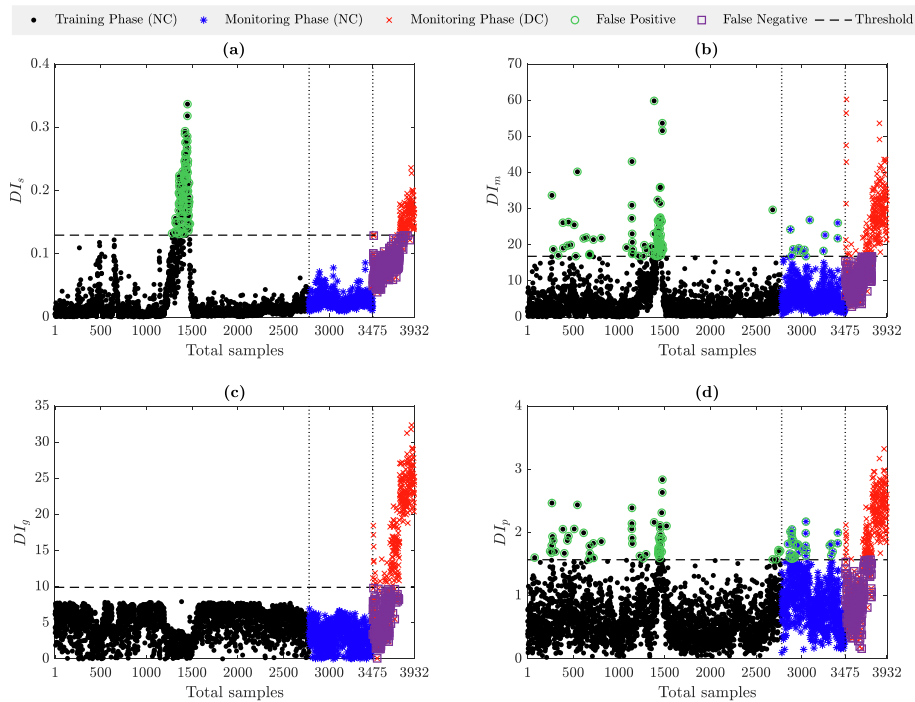 Training Phase (NC) Monitoring Phase (NC) Monitoring Phase (DC) False Positive False Negative Threshold
(a)
0.4
0.3
0.2
0.1
0
DI_s
1 500 1000 1500 2000 2500 3000 3475 3932
Total samples
(b)
70
60
50
40
30
20
10
0
DI_m
1 500 1000 1500 2000 2500 3000 3475 3932
Total samples
(c)
35
30
25
20
15
10
5
0
DI_g
1 500 1000 1500 2000 2500 3000 3475 3932
Total samples
(d)
4
3
2
1
0
DI_p
1 500 1000 1500 2000 2500 3000 3475 3932
Total samples